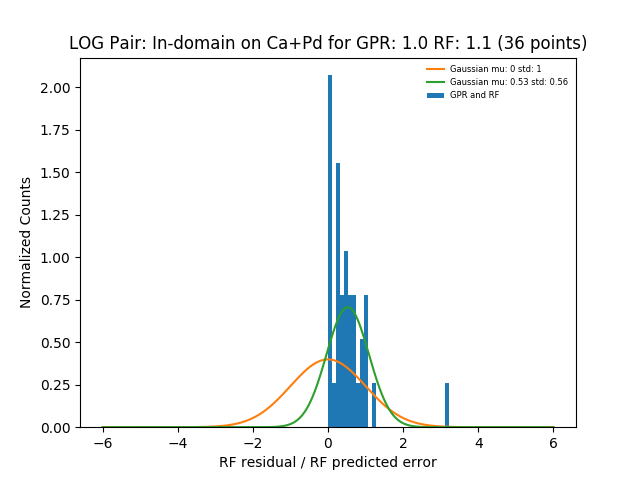 LOG Pair: In-domain on Ca+Pd for GPR: 1.0 RF: 1.1 (36 points)
Gaussian mu: 0 std: 1
Gaussian mu: 0.53 std: 0.56
GPR and RF
Normalized Counts
2.00
1.75
1.50
1.25
1.00
0.75
0.50
0.25
0.00
−6
−4
−2
0
2
4
6
RF residual / RF predicted error